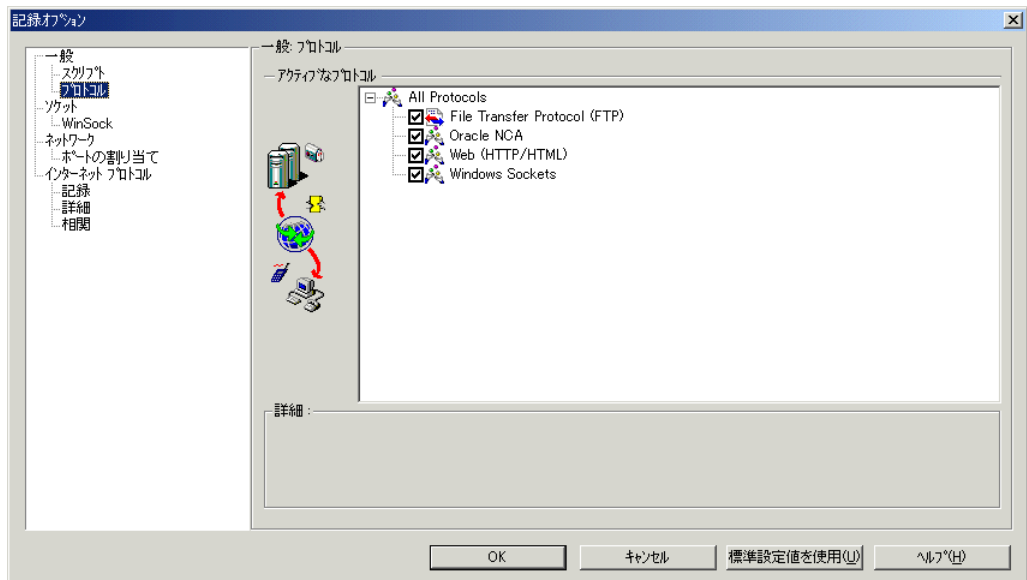 記録ｵﾌﾟｼｮﾝ
一般
ｽｸﾘﾌﾟﾄ
ﾌﾟﾛﾄｺﾙ
ｿｹｯﾄ
WinSock
ﾈｯﾄﾜｰｸ
ﾎﾟｰﾄの割り当て
ｲﾝﾀｰﾈｯﾄ ﾌﾟﾛﾄｺﾙ
記録
詳細
相関
一般: ﾌﾟﾛﾄｺﾙ
ｱｸﾃｨﾌﾞなﾌﾟﾛﾄｺﾙ
All Protocols
File Transfer Protocol (FTP)
Oracle NCA
Web (HTTP/HTML)
Windows Sockets
詳細 :
OK
ｷｬﾝｾﾙ
標準設定値を使用(U)
ﾍﾙﾌﾟ(H)